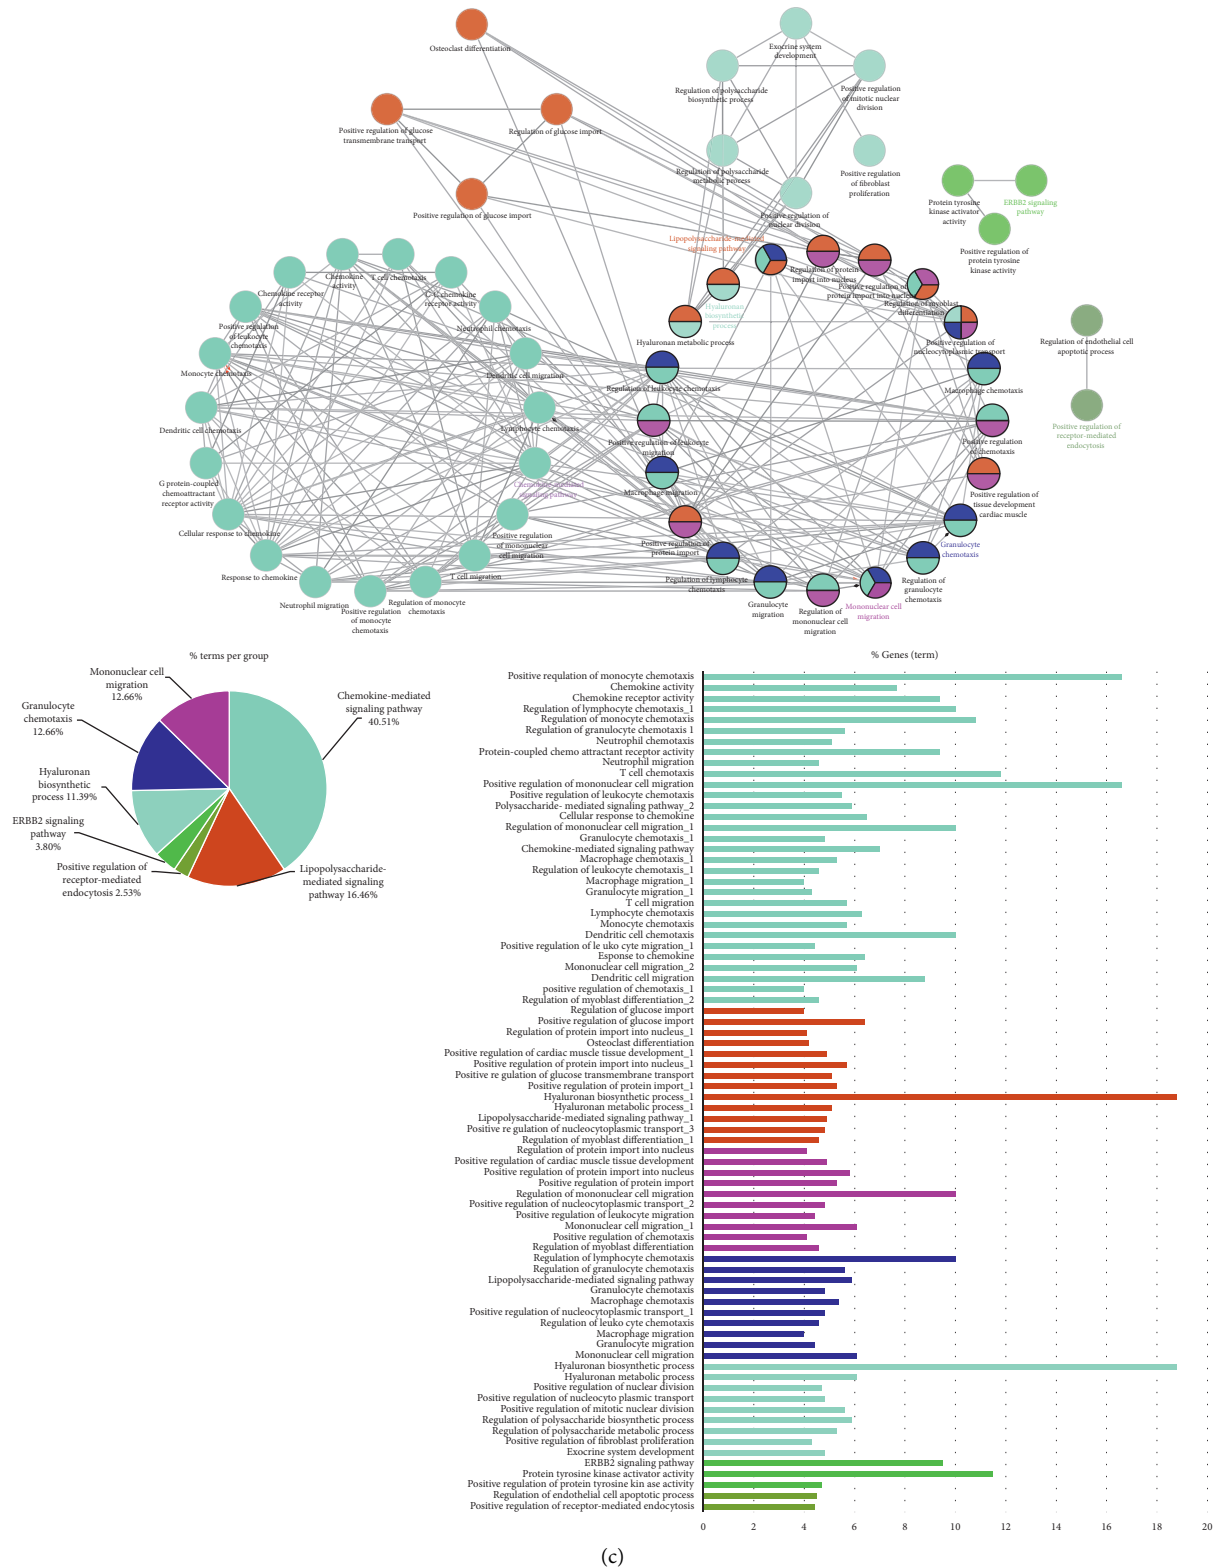 Osteoclast differentiation
Exocrine system
development
Regulation of polysaccharide
biosynthetic process
Positive regulation
of mitotic nuclear
division
Positive regulation of glucose
transmembrane transport
Regulation of glucose import
Regulation of polysaccharide
metabolic process
Positive regulation
of fibroblast
proliferation
Positive regulation of glucose import
Positive regulation of
nuclear division
Protein tyrosine
kinase activator
activity
ERBB2 signaling
pathway
Positive regulation of
protein tyrosine
kinase activity
Lipopolysaccharide-mediated
signaling pathway
Regulation of protein
import into nucleus
Positive regulation of
protein import into nucleus
Regulation of myoblast
differentiation
Positive regulation of
nucleocytoplasmic transport
Hyaluronan
biosynthetic
process
Hyaluronan metabolic process
Chemokine
activity
T cell chemotaxis
Chemokine receptor
activity
C-C chemokine
receptor activity
Positive regulation
of leukocyte
chemotaxis
Neutrophil chemotaxis
Monocyte chemotaxis
Dendritic cell migration
Dendritic cell chemotaxis
Lymphocyte chemotaxis
G protein-coupled
chemoattractant
receptor activity
Chemokine-mediated
signaling pathway
Cellular response to chemokine
Positive regulation
of mononuclear
cell migration
Response to chemokine
T cell migration
Neutrophil migration
Positive regulation
of monocyte
chemotaxis
Regulation of monocyte
chemotaxis
Regulation of leukocyte chemotaxis
Macrophage chemotaxis
Positive regulation of leukocyte
migration
Positive regulation
of chemotaxis
Macrophage migration
Positive regulation of
tissue development
cardiac muscle
Positive regulation of
protein import
Granulocyte
chemotaxis
Pegulation of lymphocyte
chemotaxis
Regulation of
granulocyte
chemotaxis
Granulocyte
migration
Regulation of
mononuclear cell
migration
Mononuclear cell
migration
Regulation of endothelial cell
apoptotic process
Positive regulation of
receptor-mediated
endocytosis
% terms per group
Mononuclear cell
migration
12.66%
Granulocyte
chemotaxis
12.66%
Hyaluronan
biosynthetic
process 11.39%
ERBB2 signaling
pathway
3.80%
Positive regulation of
receptor-mediated
endocytosis 2.53%
Chemokine-mediated
signaling pathway
40.51%
Lipopolysaccharide-
mediated signaling
pathway 16.46%
% Genes (term)
Positive requlation of monocyte chemotaxis
Chemokine activity
Chemokine receptor activity
Regulation of lymphocyte chemotaxis_1
Regulation of monocyte chemotaxis
Regulation of granulocyte chemotaxis 1
Neutrophil chemotaxis
Protein-coupled chemo attractant receptor activity
Neutrophil migration
T cell chemotaxis
Positive regulation of mononuclear cell migration
Positive regulation of leukocyte chemotaxis
Polysaccharide- mediated signaling pathway_2
Cellular response to chemokine
Regulation of mononuclear cell migration_1
Granulocyte chemotaxis_1
Chemokine-mediated signaling pathway
Macrophage chemotaxis_1
Regulation of leukocyte chemotaxis_1
Macrophage migration_1
Granulocyte migration_1
T cell migration
Lymphocyte chemotaxis
Monocyte chemotaxis
Dendritic cell chemotaxis
Positive regulation of le uko cyte migration_1
Esponse to chemokine
Mononuclear cell migration_2
Dendritic cell migration
positive regulation of chemotaxis_1
Regulation of myoblast differentiation_2
Regulation of glucose import
Positive regulation of glucose import
Regulation of protein import into nucleus_1
Osteoclast differentiation
Positive regulation of cardiac muscle tissue development_1
Positive regulation of protein import into nucleus_1
Positive re gulation of glucose transmembrane transport
Positive regulation of protein import_1
Hyaluronan biosynthetic process_1
Hyaluronan metabolic process_1
Lipopolysaccharide-mediated signaling pathway_1
Positive re gulation of nucleocytoplasmic transport_3
Regulation of myoblast differentiation_1
Regulation of protein import into nucleus
Positive regulation of cardiac muscle tissue development
Positive regulation of protein import into nucleus
Positive regulation of protein import
Regulation of mononuclear cell migration
Positive regulation of nucleocytoplasmic transport_2
Positive regulation of leukocyte migration
Mononuclear cell migration_1
Positive regulation of chemotaxis
Regulation of myoblast differentiation
Regulation of lymphocyte chemotaxis
Regulation of granulocyte chemotaxis
Lipopolysaccharide-mediated signaling pathway
Granulocyte chemotaxis
Macrophage chemotaxis
Positive regulation of nucleocytoplasmic transport_1
Regulation of leuko cyte chemotaxis
Macrophage migration
Granulocyte migration
Mononuclear cell migration
Hyaluronan biosynthetic process
Hyaluronan metabolic process
Positive regulation of nuclear division
Positive regulation of nucleocyto plasmic transport
Positive regulation of mitotic nuclear division
Regulation of polysaccharide biosynthetic process
Regulation of polysaccharide metabolic process
Positive regulation of fibroblast proliferation
Exocrine system development
ERBB2 signaling pathway
Protein tyrosine kinase activator activity
Positive regulation of protein tyrosine kin ase activity
Regulation of endothelial cell apoptotic process
Positive regulation of receptor-mediated endocytosis
0 2 4 6 8 10 12 14 16 18 20
(c)